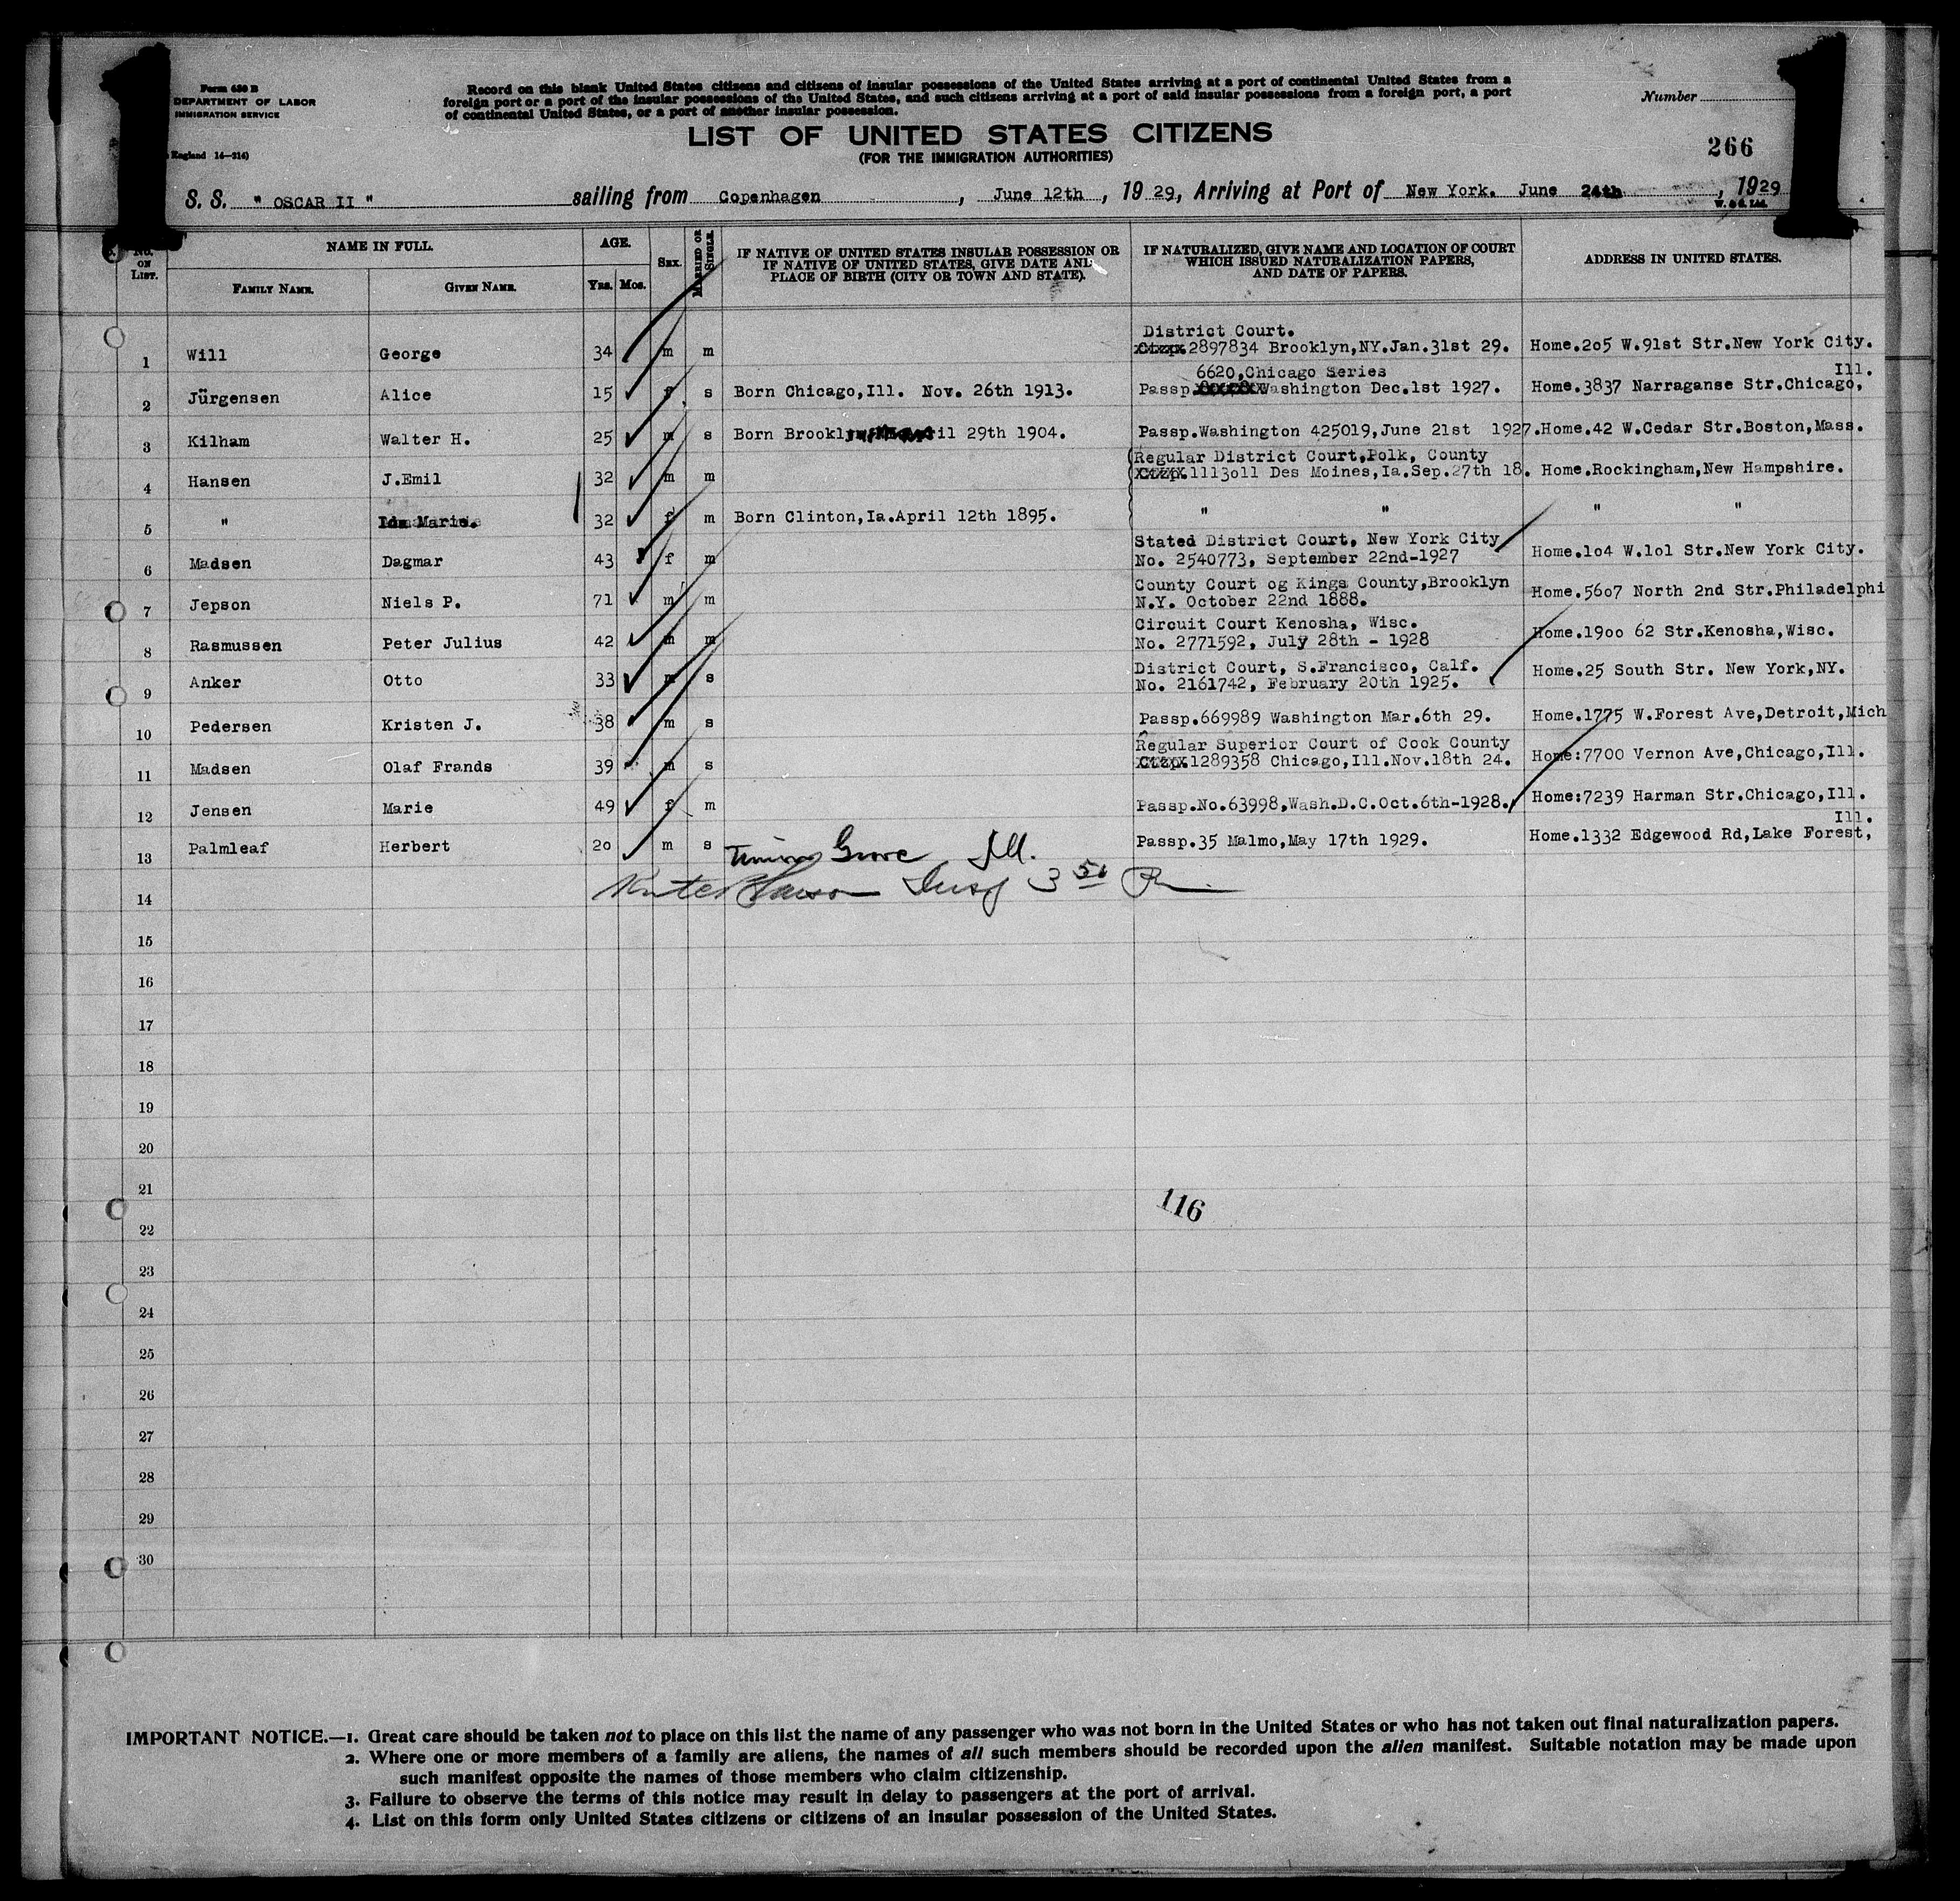 1 1
Form 630 B
DEPARTMENT OF LABOR
IMMIGRATION SERVICE
England 14—214)
Record on this blank United States citizens and citizens of insular possessions of the United States arriving at a port of continental United States from a
foreign port or a port of the insular possessions of the United States, and such citizens arriving at a port of said insular possessions from a foreign port, a port
of continental United States, or a port of another insular possession.
Number
LIST OF UNITED STATES CITIZENS
(FOR THE IMMIGRATION AUTHORITIES)
266
S. S. " OSCAR II " sailing from Copenhagen, June 12th, 19 29, Arriving at Port of New York. June 24th, 1929
W. & S. Ltd.
No. ON LIST. NAME IN FULL. FAMILY NAME. GIVEN NAME. AGE. YRS. MOS. SEX. MARRIED OR SINGLE. IF NATIVE OF UNITED STATES INSULAR POSSESSION OR IF NATIVE OF UNITED STATES, GIVE DATE AND PLACE OF BIRTH (CITY OR TOWN AND STATE). IF NATURALIZED, GIVE NAME AND LOCATION OF COURT WHICH ISSUED NATURALIZATION PAPERS, AND DATE OF PAPERS. ADDRESS IN UNITED STATES.
District Court.
1 Will George 34 m m 2897834 Brooklyn,NY.Jan.31st 29. Home.2o5 W.91st Str.New York City.
6620,Chicago Series Ill.
2 Jürgensen Alice 15 f s Born Chicago,Ill. Nov. 26th 1913. Passp. Washington Dec.1st 1927. Home.3837 Narraganse Str.Chicago,
3 Kilham Walter H. 25 m s Born Brooklyn il 29th 1904. Passp.Washington 425019,June 21st 1927. Home.42 W.Cedar Str.Boston,Mass.
Regular District Court,Polk, County
4 Hansen J.Emil 32 m m 1113o11 Des Moines,Ia.Sep.27th 18. Home.Rockingham,New Hampshire.
5 " Marie. 32 f m Born Clinton,Ia.April 12th 1895. " " " "
Stated District Court, New York City
6 Madsen Dagmar 43 f m No. 2540773, September 22nd-1927 Home.1o4 W.1o1 Str.New York City.
County Court og Kings County,Brooklyn
7 Jepson Niels P. 71 m m N.Y. October 22nd 1888. Home.56o7 North 2nd Str.Philadelphi
Circuit Court Kenosha, Wisc.
8 Rasmussen Peter Julius 42 m m No. 2771592, July 28th - 1928 Home.19oo 62 Str.Kenosha,Wisc.
District Court, S.Francisco, Calf.
9 Anker Otto 33 m s No. 2161742, February 20th 1925. Home.25 South Str. New York,NY.
10 Pedersen Kristen J. 38 m s Passp.669989 Washington Mar.6th 29. Home.1775 W.Forest Ave,Detroit,Mich
Regular Superior Court of Cook County
11 Madsen Olaf Frands 39 m s 1289358 Chicago,Ill.Nov.18th 24. Home:7700 Vernon Ave,Chicago,Ill.
12 Jensen Marie 49 f m Passp.No.63998,Wash.D.C.Oct.6th-1928. Home:7239 Harman Str.Chicago,Ill.
Ill.
13 Palmleaf Herbert 2o m s Grove Ill. Passp.35 Malmo,May 17th 1929. Home.1332 Edgewood Rd,Lake Forest,
14 Insp 3 50 P
15
16
17
18
19
20
21
116
22
23
24
25
26
27
28
29
30
IMPORTANT NOTICE.—1. Great care should be taken not to place on this list the name of any passenger who was not born in the United States or who has not taken out final naturalization papers.
2. Where one or more members of a family are aliens, the names of all such members should be recorded upon the alien manifest. Suitable notation may be made upon
such manifest opposite the names of those members who claim citizenship.
3. Failure to observe the terms of this notice may result in delay to passengers at the port of arrival.
4. List on this form only United States citizens or citizens of an insular possession of the United States.